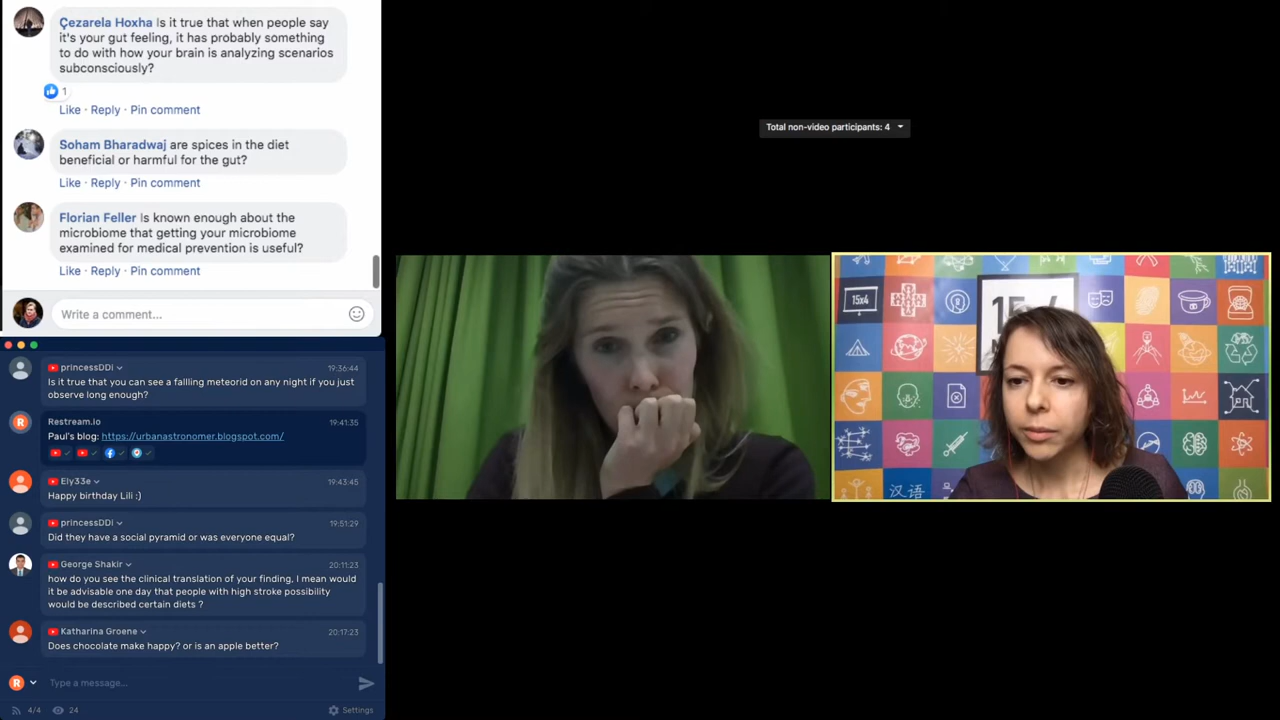 Çezarela Hoxha Is it true that when people say
it's your gut feeling, it has probably something
to do with how your brain is analyzing scenarios
subconsciously?
1
Like · Reply · Pin comment
Soham Bharadwaj are spices in the diet
beneficial or harmful for the gut?
Like · Reply · Pin comment
Florian Feller Is known enough about the
microbiome that getting your microbiome
examined for medical prevention is useful?
Like · Reply · Pin comment
Write a comment...
princessDDi 19:36:44
Is it true that you can see a fallling meteorid on any night if you just
observe long enough?
Restream.io 19:41:35
Paul's blog: https://urbanastronomer.blogspot.com/
Ely33e 19:43:45
Happy birthday Lili :)
princessDDi 19:51:29
Did they have a social pyramid or was everyone equal?
George Shakir 20:11:23
how do you see the clinical translation of your finding, I mean would
it be advisable one day that people with high stroke possibility
would be described certain diets ?
Katharina Groene 20:17:23
Does chocolate make happy? or is an apple better?
Type a message...
4/4 24 Settings
Total non-video participants: 4
15x4
汉语